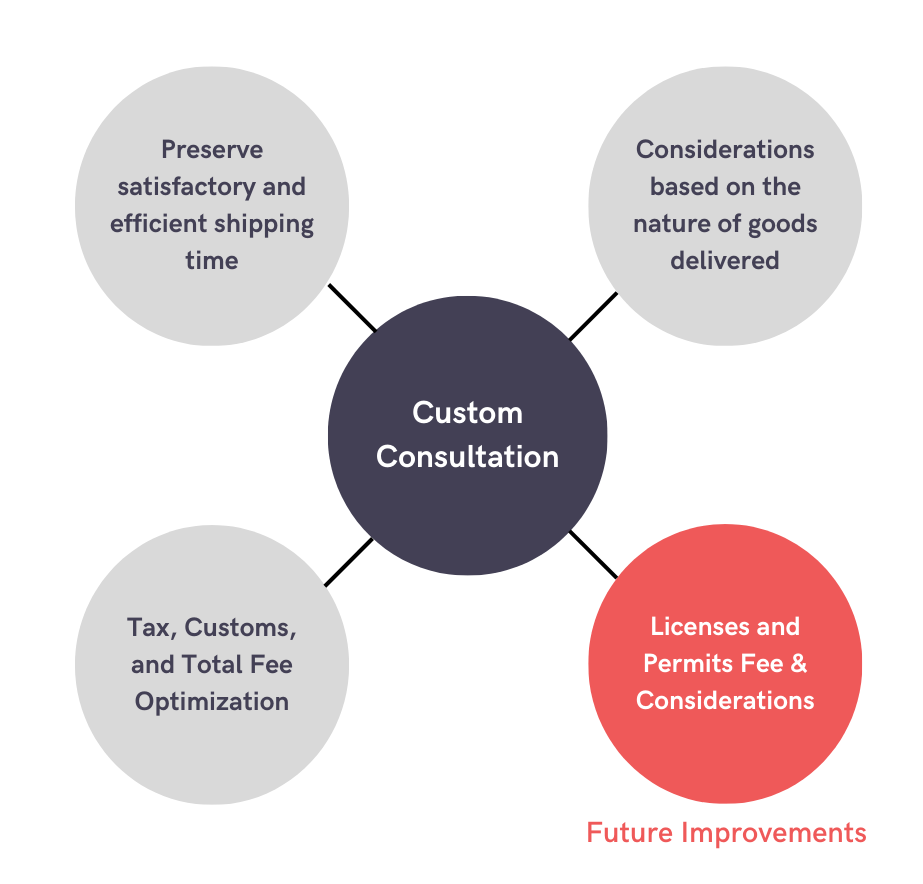 Preserve
satisfactory and
efficient shipping
time
Considerations
based on the
nature of goods
delivered
Custom
Consultation
Tax, Customs,
and Total Fee
Optimization
Licenses and
Permits Fee &
Considerations
Future Improvements